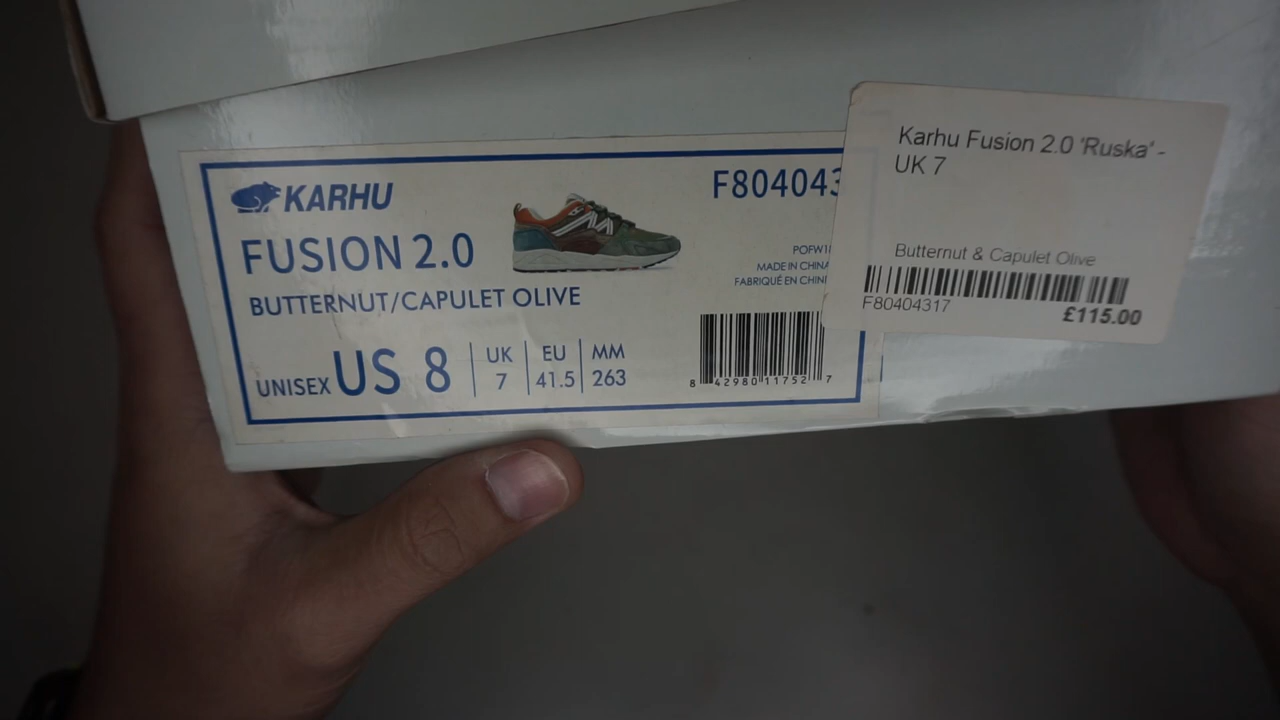 KARHU
F804043
FUSION 2.0
BUTTERNUT/CAPULET OLIVE
POFW18
MADE IN CHINA
FABRIQUÉ EN CHINE
UNISEX US 8
UK
7
EU
41.5
MM
263
8 42980 11752 7
Karhu Fusion 2.0 'Ruska' -
UK 7
Butternut & Capulet Olive
F80404317
£115.00